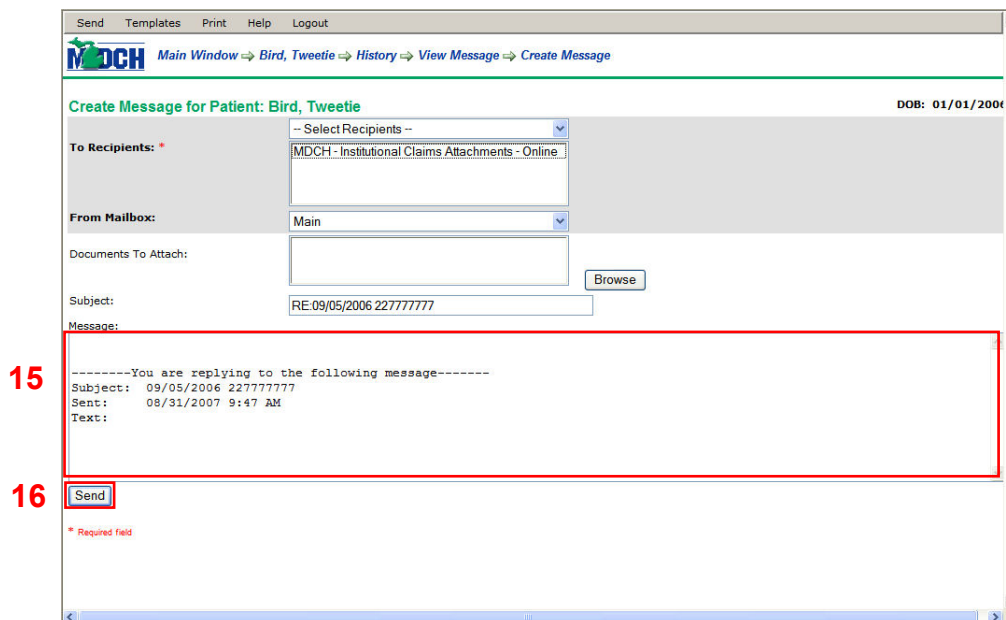 Send Templates Print Help Logout
MDCH Main Window ⇨ Bird, Tweetie ⇨ History ⇨ View Message ⇨ Create Message
Create Message for Patient: Bird, Tweetie DOB: 01/01/2006
-- Select Recipients --
To Recipients: * MDCH - Institutional Claims Attachments - Online
From Mailbox: Main
Documents To Attach:
Browse
Subject: RE:09/05/2006 227777777
Message:
--------You are replying to the following message-------
15
Subject: 09/05/2006 227777777
Sent: 08/31/2007 9:47 AM
Text:
16 Send
* Required field